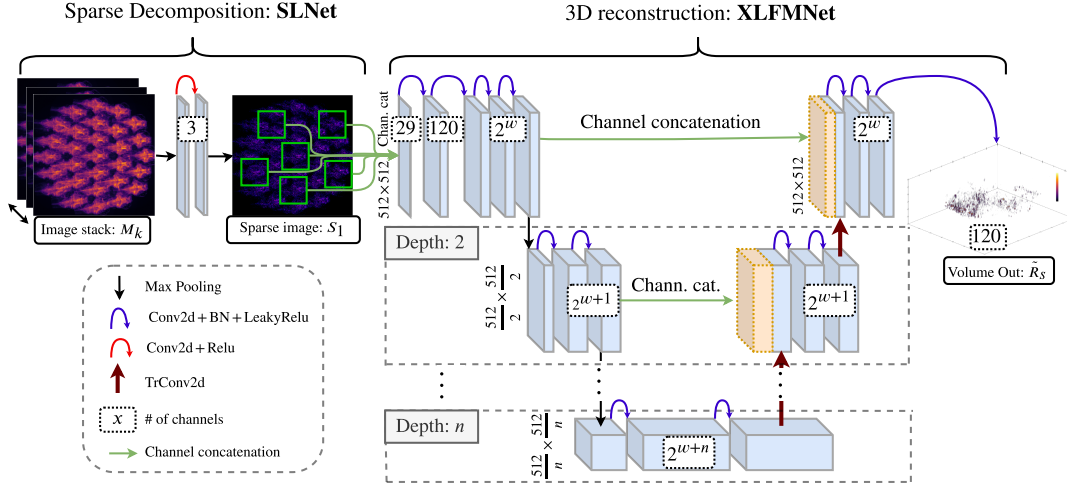 Sparse Decomposition: SLNet
3D reconstruction: XLFMNet
3
Image stack: M_k
Sparse image: S_1
Chan. cat
512×512
29
120
2^w
Channel concatenation
512×512
2^w
120
Volume Out: R̃_s
Depth: 2
512/2 × 512/2
2^{w+1}
Chann. cat.
2^{w+1}
Depth: n
512/n × 512/n
2^{w+n}
Max Pooling
Conv2d+BN+LeakyRelu
Conv2d+Relu
TrConv2d
x
# of channels
Channel concatenation